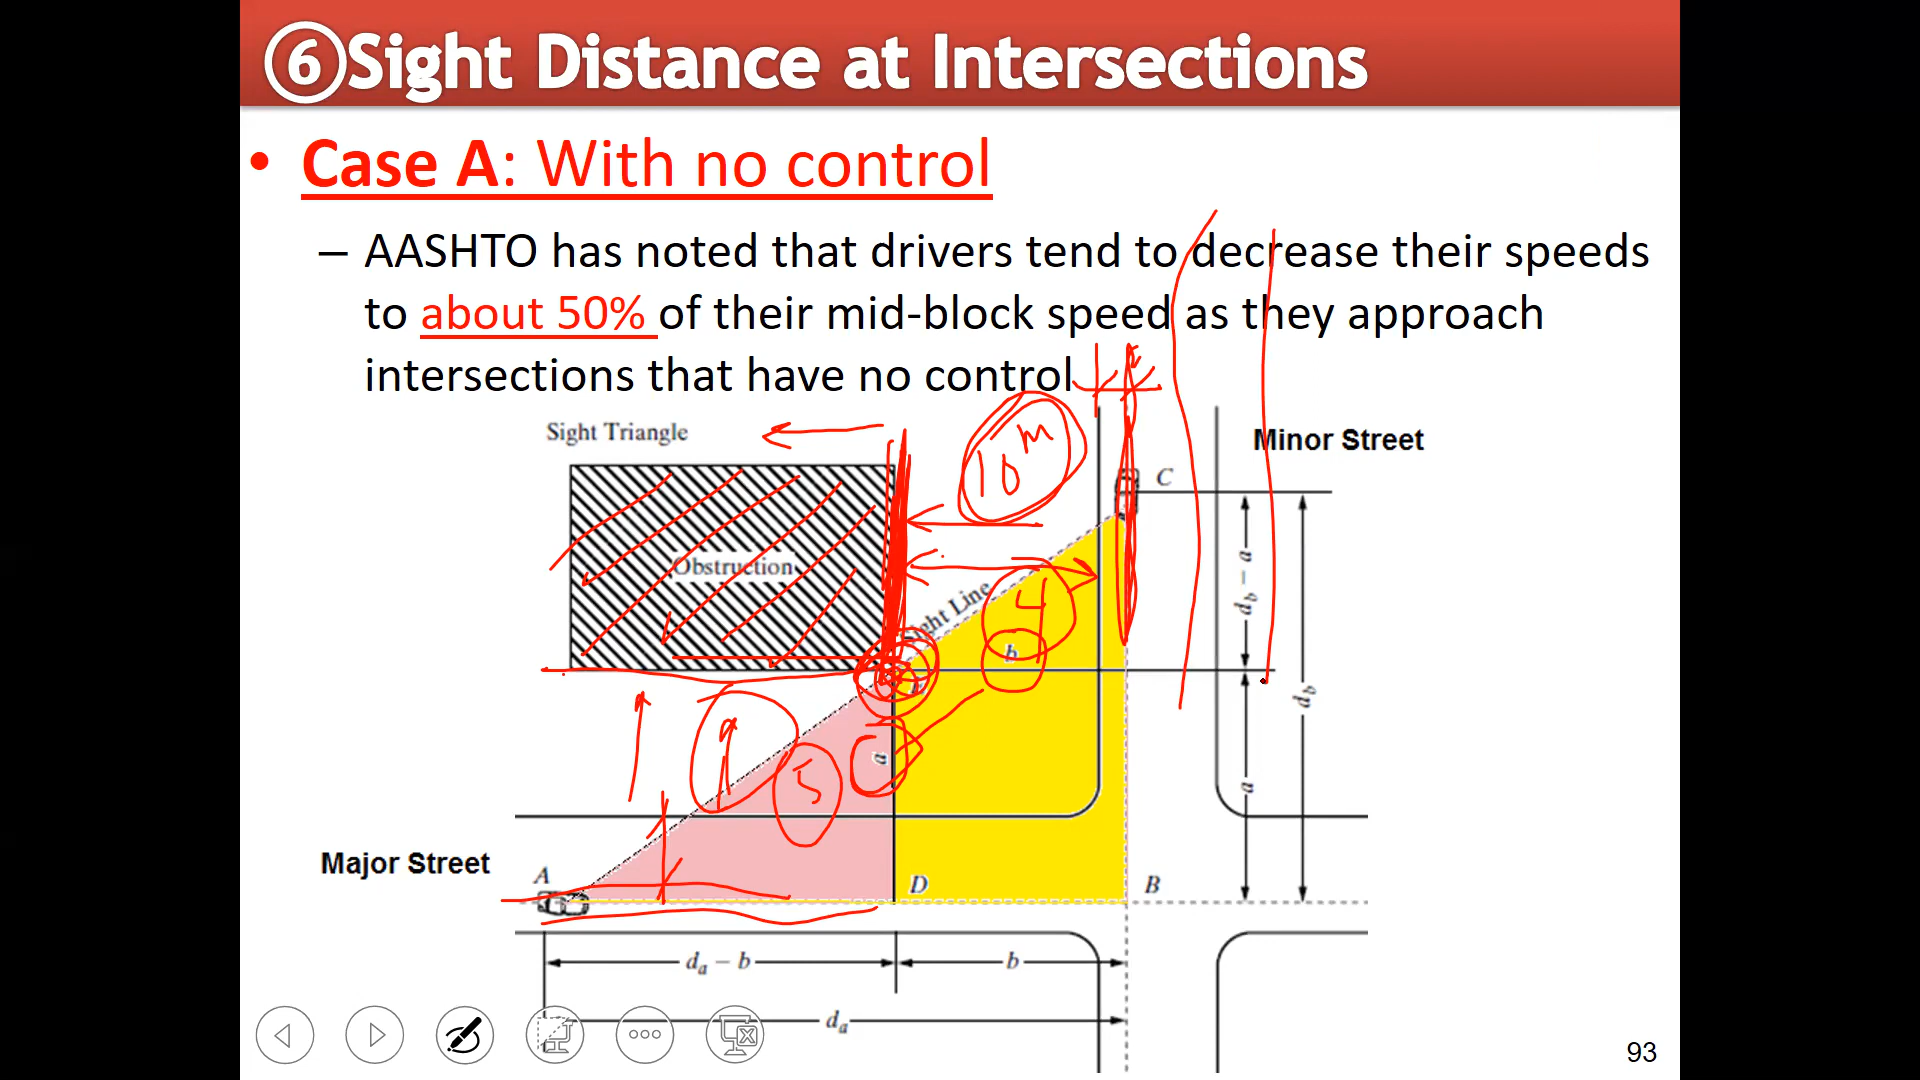 ⑥Sight Distance at Intersections
• Case A: With no control
– AASHTO has noted that drivers tend to decrease their speeds
to about 50% of their mid-block speed as they approach
intersections that have no control
Sight Triangle
10 m
Minor Street
C
Obstruction
Sight Line
4
b
d_b – a
d_b
5
a
a
Major Street
A
D
B
d_a – b
b
d_a
93